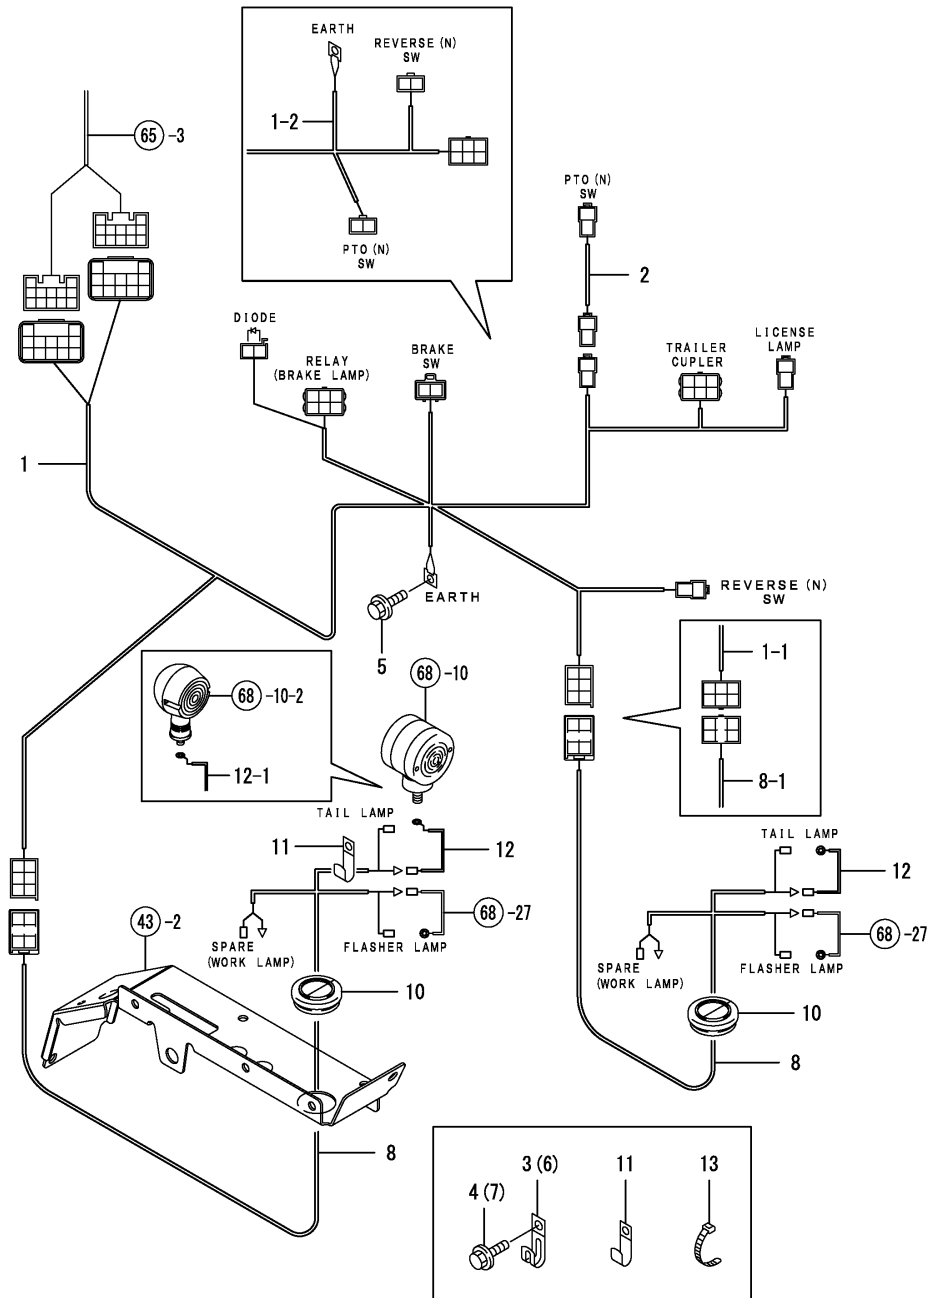 EARTH
REVERSE (N)
SW
1-2
65 -3
PTO (N)
SW
PTO (N)
SW
2
DIODE
RELAY
(BRAKE LAMP)
BRAKE
SW
TRAILER
CUPLER
LICENSE
LAMP
1
EARTH
REVERSE (N)
SW
5
68 -10
1-1
68 -10-2
12-1
8-1
TAIL LAMP
11
12
TAIL LAMP
12
43 -2
68 -27
SPARE
(WORK LAMP)
FLASHER LAMP
68 -27
SPARE
(WORK LAMP)
FLASHER LAMP
10
10
8
8
3 (6)
11
13
4 (7)